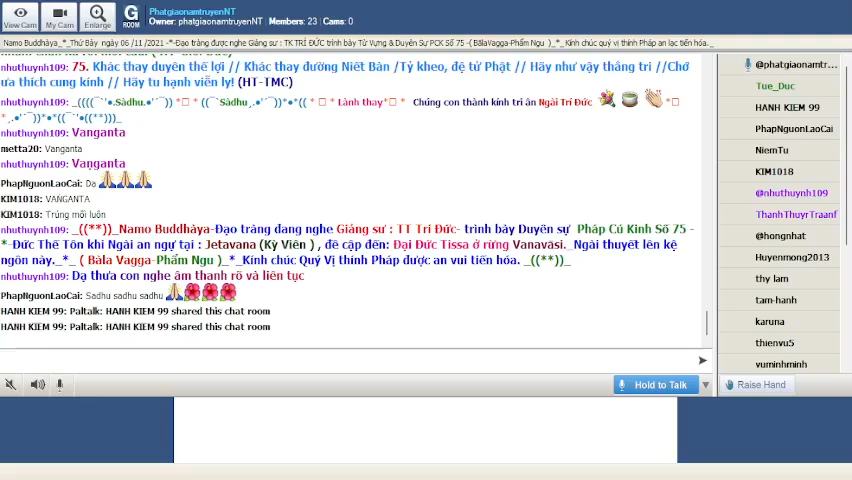 PhatgiaonamtruyenNT
Owner: phatgiaonamtruyenNT Members: 23 Cams: 0
View Cam
My Cam
Enlarge
G
ROOM
Namo Buddhàya_*_Thứ Bảy ngày 06 /11 /2021 -*-Đạo tràng được nghe Giảng sư : TK TRÍ ĐỨC trình bày Từ Vựng & Duyên Sự PCK Số 75 -( BālaVagga-Phẩm Ngu )_*_Kính chúc quý vị thính Pháp an lạc tiến hóa._
nhuthuynh109: 75. Khác thay duyên thế lợi // Khác thay đường Niết Bàn /Tỷ kheo, đệ tử Phật // Hãy như vậy thắng tri //Chớ
ưa thích cung kính // Hãy tu hạnh viễn ly! (HT-TMC)
nhuthuynh109: Lành thay Chúng con thành kính tri ân Ngài Trí Đức
nhuthuynh109: Vanganta
metta20: Vanganta
nhuthuynh109: Vaṇganta
PhapNguonLaoCai: Dạ
KIM1018: VAṄGANTA
KIM1018: Trúng mối luôn
nhuthuynh109: _((**))_Namo Buddhàya-Đạo tràng đang nghe Giảng sư : TT Trí Đức- trình bày Duyên sự Pháp Cú Kinh Số 75 -
*-Đức Thế Tôn khi Ngài an ngự tại : Jetavana (Kỳ Viên ) , đề cập đến: Đại Đức Tissa ở rừng Vanavāsi._Ngài thuyết lên kệ
ngôn này._*_ ( Bāla Vagga-Phẩm Ngu )_*_Kính chúc Quý Vị thính Pháp được an vui tiến hóa. _((**))_
nhuthuynh109: Dạ thưa con nghe âm thanh rõ và liên tục
PhapNguonLaoCai: Sadhu sadhu sadhu
HANH KIEM 99: Paltalk: HANH KIEM 99 shared this chat room
HANH KIEM 99: Paltalk: HANH KIEM 99 shared this chat room
Hold to Talk
@phatgiaonamtr...
Tue_Duc
HANH KIEM 99
PhapNguonLaoCai
NiemTu
KIM1018
@nhuthuynh109
ThanhThuyrTraanf
@hongnhat
Huyenmong2013
thy lam
tam-hanh
karuna
thienvu5
vuminhminh
Raise Hand